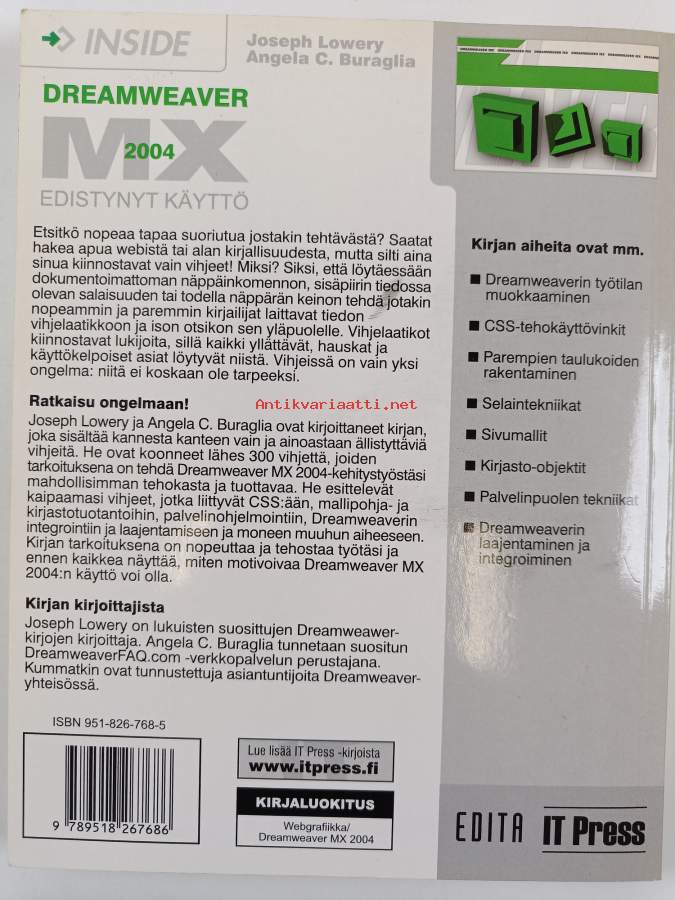 INSIDE
Joseph Lowery
Angela C. Buraglia
DREAMWEAVER
MX
2004
EDISTYNYT KÄYTTÖ
Etsitkö nopeaa tapaa suoriutua jostakin tehtävästä? Saatat
hakea apua webistä tai alan kirjallisuudesta, mutta silti aina
sinua kiinnostavat vain vihjeet! Miksi? Siksi, että löytäessään
dokumentoimattoman näppäinkomennon, sisäpiirin tiedossa
olevan salaisuuden tai todella näppärän keinon tehdä jotakin
nopeammin ja paremmin kirjailijat laittavat tiedon
vihjelaatikkoon ja ison otsikon sen yläpuolelle. Vihjelaatikot
kiinnostavat lukijoita, sillä kaikki yllättävät, hauskat ja
käyttökelpoiset asiat löytyvät niistä. Vihjeissä on vain yksi
ongelma: niitä ei koskaan ole tarpeeksi.
Antikvariaatti.net
Ratkaisu ongelmaan!
Joseph Lowery ja Angela C. Buraglia ovat kirjoittaneet kirjan,
joka sisältää kannesta kanteen vain ja ainoastaan ällistyttäviä
vihjeitä. He ovat koonneet lähes 300 vihjettä, joiden
tarkoituksena on tehdä Dreamweaver MX 2004-kehitystyöstäsi
mahdollisimman tehokasta ja tuottavaa. He esittelevät
kaipaamasi vihjeet, jotka liittyvät CSS:ään, mallipohja- ja
kirjastotuotantoihin, palvelinohjelmointiin, Dreamweaverin
integrointiin ja laajentamiseen ja moneen muuhun aiheeseen.
Kirjan tarkoituksena on nopeuttaa ja tehostaa työtäsi ja
ennen kaikkea näyttää, miten motivoivaa Dreamweaver MX
2004:n käyttö voi olla.
Kirjan kirjoittajista
Joseph Lowery on lukuisten suosittujen Dreamweawer-
kirjojen kirjoittaja. Angela C. Buraglia tunnetaan suositun
DreamweaverFAQ.com -verkkopalvelun perustajana.
Kummatkin ovat tunnustettuja asiantuntijoita Dreamweaver-
yhteisössä.
Kirjan aiheita ovat mm.
Dreamweaverin työtilan
muokkaaminen
CSS-tehokäyttövinkit
Parempien taulukoiden
rakentaminen
Selaintekniikat
Sivumallit
Kirjasto-objektit
Palvelinpuolen tekniikat
Dreamweaverin
laajentaminen ja
integroiminen
ISBN 951-826-768-5
9 789518 267686
Lue lisää IT Press -kirjoista
www.itpress.fi
KIRJALUOKITUS
Webgrafiikka/
Dreamweaver MX 2004
EDITA IT Press